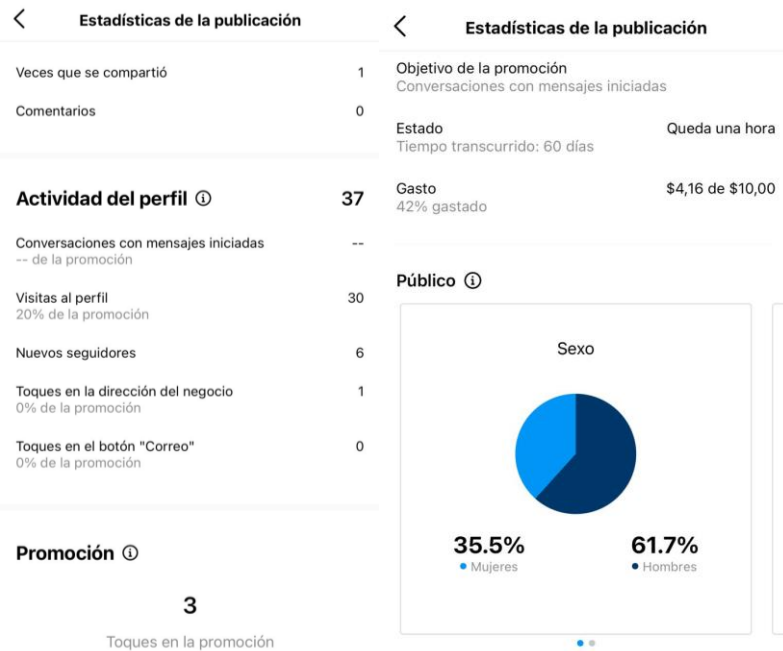 Estadísticas de la publicación
Veces que se compartió 1
Comentarios 0
Actividad del perfil 37
Conversaciones con mensajes iniciadas --
-- de la promoción
Visitas al perfil 30
20% de la promoción
Nuevos seguidores 6
Toques en la dirección del negocio 1
0% de la promoción
Toques en el botón "Correo" 0
0% de la promoción
Promoción
3
Toques en la promoción
Estadísticas de la publicación
Objetivo de la promoción
Conversaciones con mensajes iniciadas
Estado Queda una hora
Tiempo transcurrido: 60 días
Gasto $4,16 de $10,00
42% gastado
Público
Sexo
35.5% 61.7%
Mujeres Hombres